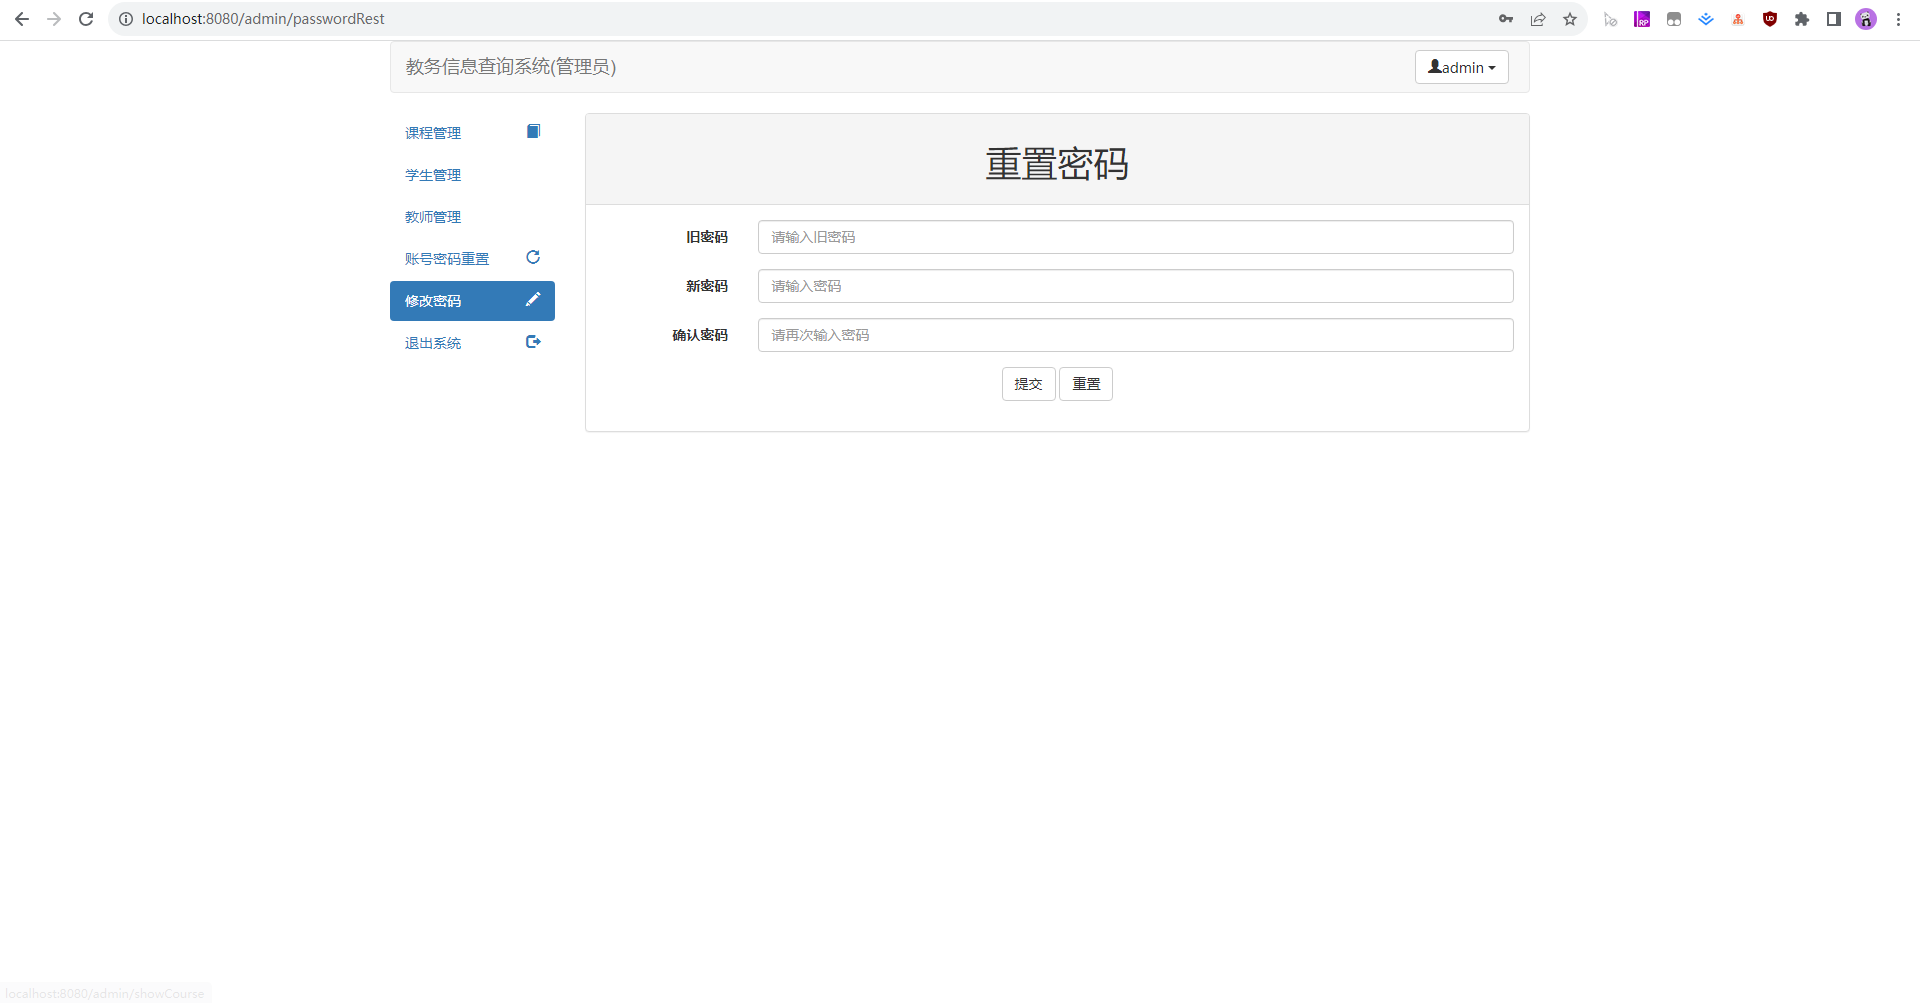 localhost:8080/admin/passwordRest
教务信息查询系统(管理员)
admin
课程管理
学生管理
教师管理
账号密码重置
修改密码
退出系统
重置密码
旧密码
请输入旧密码
新密码
请输入密码
确认密码
请再次输入密码
提交
重置
localhost:8080/admin/showCourse